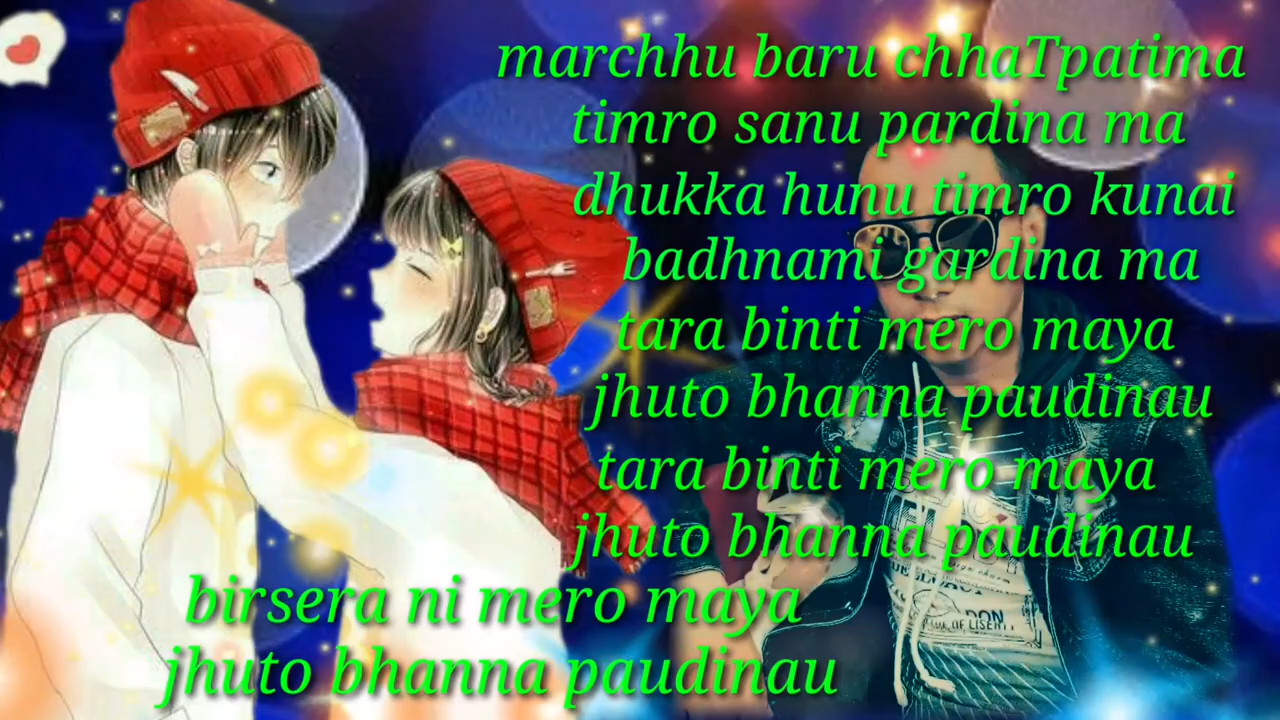 marchhu baru chhaTpatima
timro sanu pardina ma
dhukka hunu timro kunai
badhnami gardina ma
tara binti mero maya
jhuto bhanna paudinau
tara binti mero maya
jhuto bhanna paudinau
birsera ni mero maya
jhuto bhanna paudinau
DON